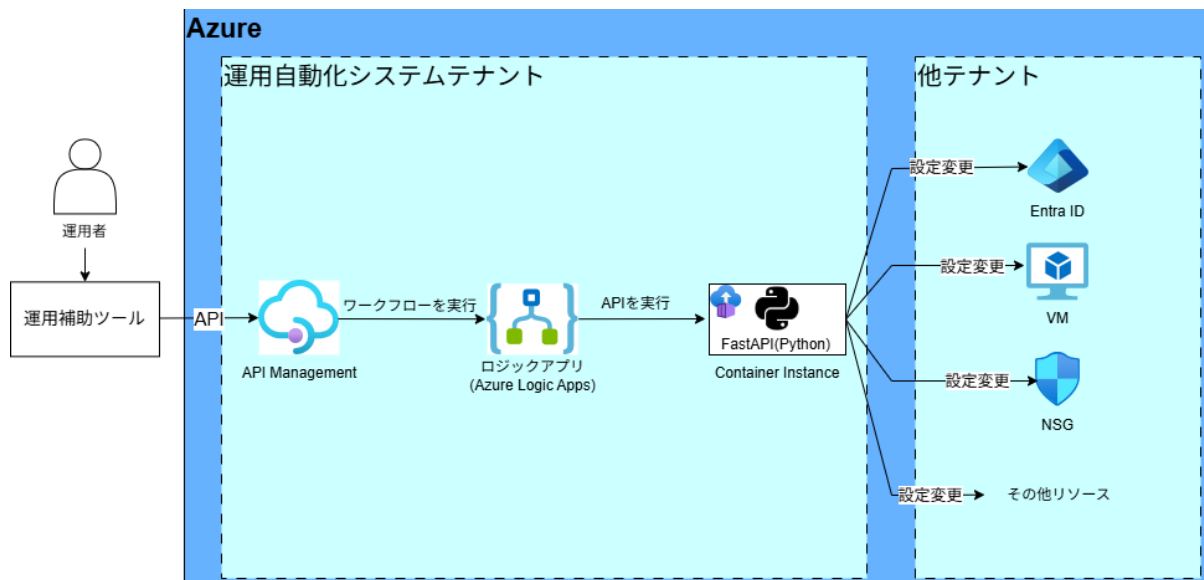 Azure
運用自動化システムテナント
他テナント
運用者
運用補助ツール
API
API Management
ワークフローを実行
ロジックアプリ
(Azure Logic Apps)
APIを実行
FastAPI(Python)
Container Instance
設定変更
Entra ID
設定変更
VM
設定変更
NSG
設定変更
その他リソース